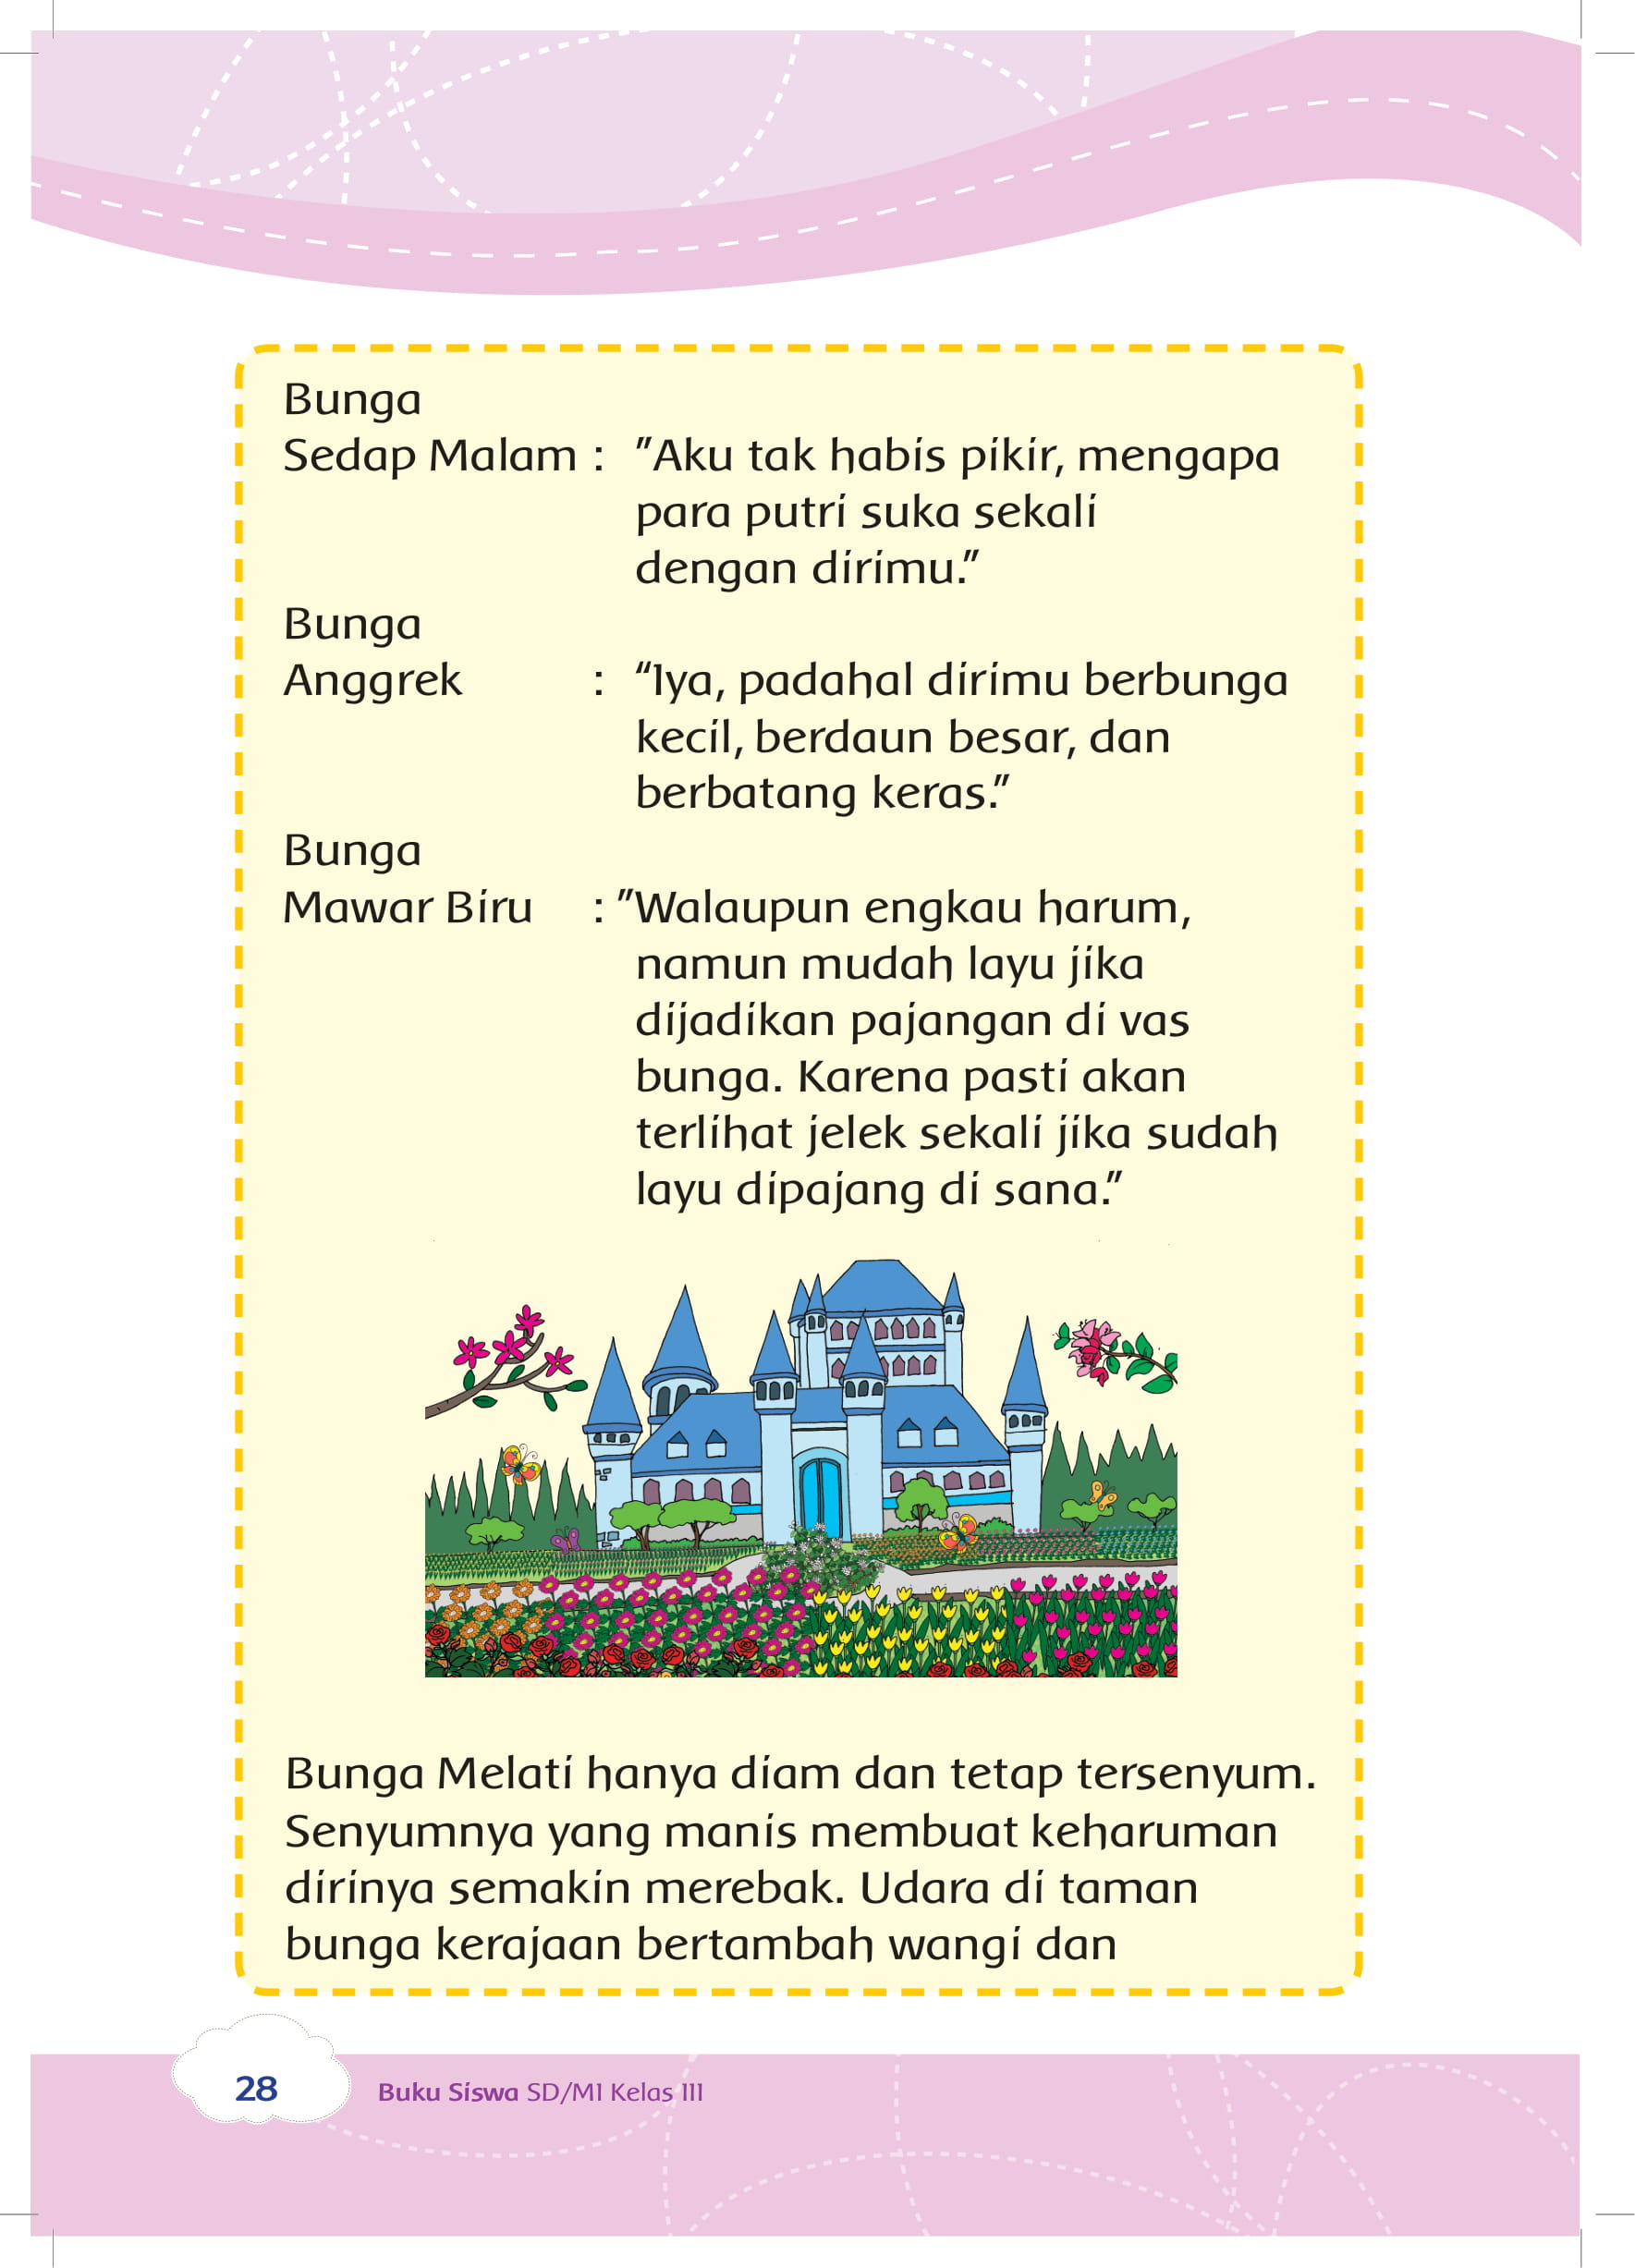 Bunga
Sedap Malam : "Aku tak habis pikir, mengapa
para putri suka sekali
dengan dirimu."
Bunga
Anggrek : “Iya, padahal dirimu berbunga
kecil, berdaun besar, dan
berbatang keras."
Bunga
Mawar Biru : "Walaupun engkau harum,
namun mudah layu jika
dijadikan pajangan di vas
bunga. Karena pasti akan
terlihat jelek sekali jika sudah
layu dipajang di sana."
Bunga Melati hanya diam dan tetap tersenyum.
Senyumnya yang manis membuat keharuman
dirinya semakin merebak. Udara di taman
bunga kerajaan bertambah wangi dan
28 Buku Siswa SD/MI Kelas III